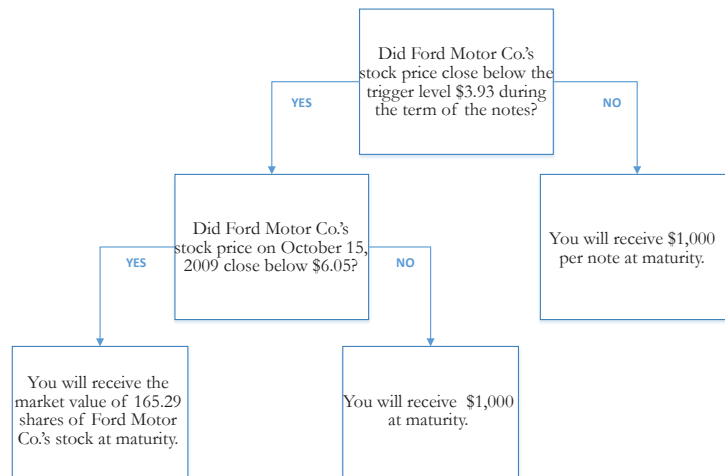 Did Ford Motor Co.'s
stock price close below the
trigger level $3.93 during
the term of the notes?
YES
NO
Did Ford Motor Co.'s
stock price on October 15,
2009 close below $6.05?
You will receive $1,000
per note at maturity.
YES
NO
You will receive the
market value of 165.29
shares of Ford Motor
Co.'s stock at maturity.
You will receive $1,000
at maturity.